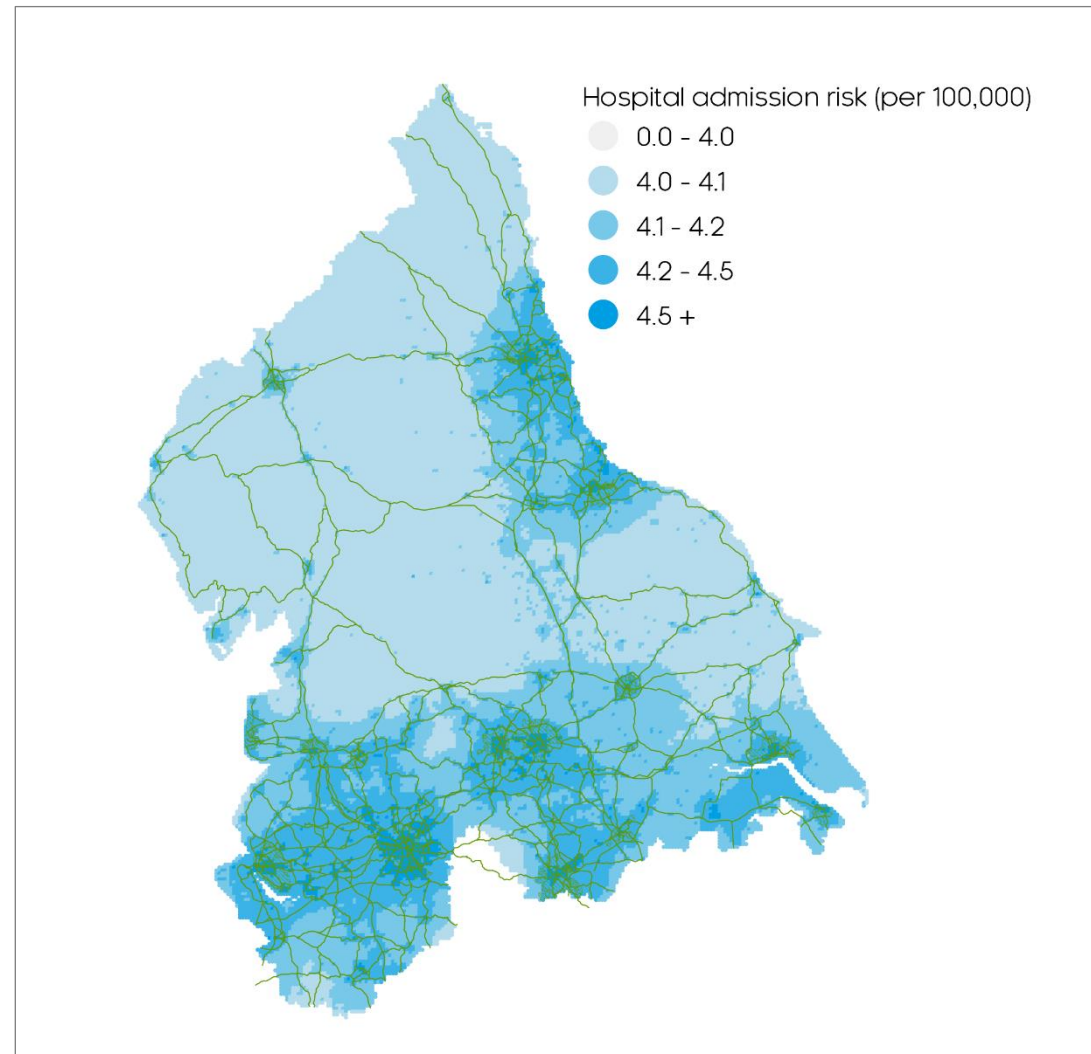 Hospital admission risk (per 100,000)
0.0 - 4.0
4.0 - 4.1
4.1 - 4.2
4.2 - 4.5
4.5 +